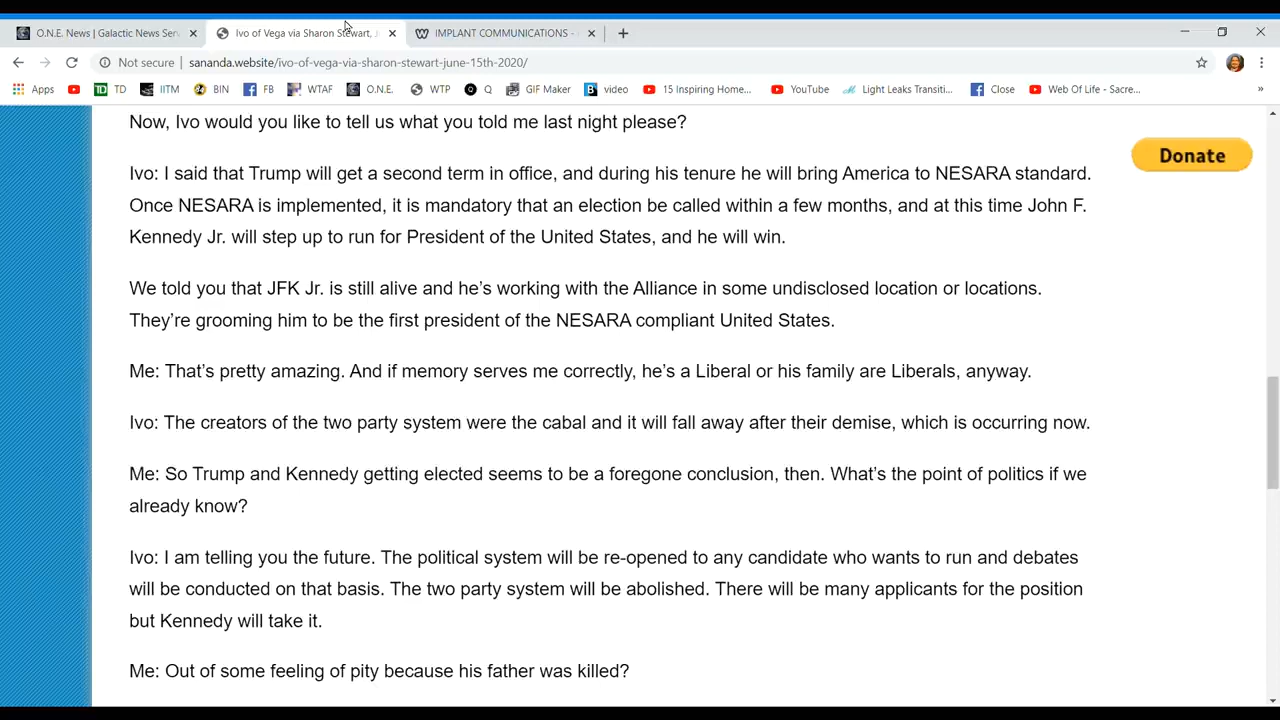 O.N.E. News | Galactic News Serv
Ivo of Vega via Sharon Stewart, J
IMPLANT COMMUNICATIONS -
Not secure | sananda.website/ivo-of-vega-via-sharon-stewart-june-15th-2020/
Apps TD IITM BIN FB WTAF O.N.E. WTP Q GIF Maker video 15 Inspiring Home... YouTube Light Leaks Transiti... Close Web Of Life - Sacre... »
Now, Ivo would you like to tell us what you told me last night please?
Donate
Ivo: I said that Trump will get a second term in office, and during his tenure he will bring America to NESARA standard.
Once NESARA is implemented, it is mandatory that an election be called within a few months, and at this time John F.
Kennedy Jr. will step up to run for President of the United States, and he will win.
We told you that JFK Jr. is still alive and he's working with the Alliance in some undisclosed location or locations.
They're grooming him to be the first president of the NESARA compliant United States.
Me: That's pretty amazing. And if memory serves me correctly, he's a Liberal or his family are Liberals, anyway.
Ivo: The creators of the two party system were the cabal and it will fall away after their demise, which is occurring now.
Me: So Trump and Kennedy getting elected seems to be a foregone conclusion, then. What's the point of politics if we
already know?
Ivo: I am telling you the future. The political system will be re-opened to any candidate who wants to run and debates
will be conducted on that basis. The two party system will be abolished. There will be many applicants for the position
but Kennedy will take it.
Me: Out of some feeling of pity because his father was killed?